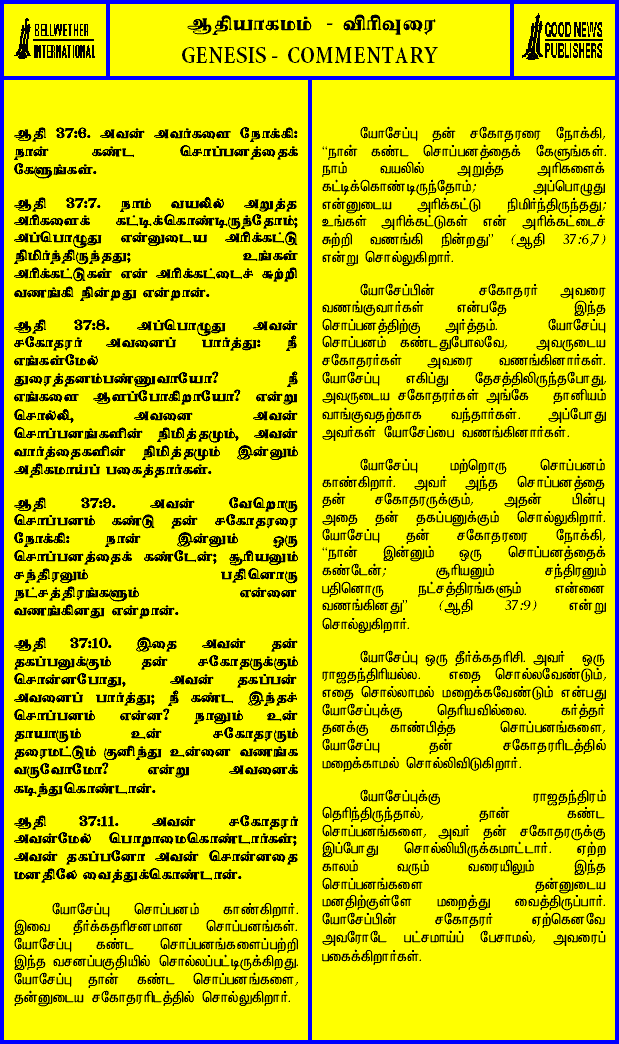 BELLWETHER
INTERNATIONAL
ஆதியாகமம் - விரிவுரை
GENESIS - COMMENTARY
GOOD NEWS
PUBLISHERS
ஆதி 37:6. அவன் அவர்களை நோக்கி:
நான் கண்ட சொப்பனத்தைக்
கேளுங்கள்.
ஆதி 37:7. நாம் வயலில் அறுத்த
அரிகளைக் கட்டிக்கொண்டிருந்தோம்;
அப்பொழுது என்னுடைய அரிக்கட்டு
நிமிர்ந்திருந்தது; உங்கள்
அரிக்கட்டுகள் என் அரிக்கட்டைச் சுற்றி
வணங்கி நின்றது என்றான்.
ஆதி 37:8. அப்பொழுது அவன்
சகோதரர் அவனைப் பார்த்து: நீ
எங்கள்மேல்
துரைத்தனம்பண்ணுவாயோ? நீ
எங்களை ஆளப்போகிறாயோ? என்று
சொல்லி, அவனை அவன்
சொப்பனங்களின் நிமித்தமும், அவன்
வார்த்தைகளின் நிமித்தமும் இன்னும்
அதிகமாய்ப் பகைத்தார்கள்.
ஆதி 37:9. அவன் வேறொரு
சொப்பனம் கண்டு தன் சகோதரரை
நோக்கி: நான் இன்னும் ஒரு
சொப்பனத்தைக் கண்டேன்; சூரியனும்
சந்திரனும் பதினொரு
நட்சத்திரங்களும் என்னை
வணங்கினது என்றான்.
ஆதி 37:10. இதை அவன் தன்
தகப்பனுக்கும் தன் சகோதருக்கும்
சொன்னபோது, அவன் தகப்பன்
அவனைப் பார்த்து; நீ கண்ட இந்தச்
சொப்பனம் என்ன? நானும் உன்
தாயாரும் உன் சகோதரரும்
தரைமட்டும் குனிந்து உன்னை வணங்க
வருவோமோ? என்று அவனைக்
கடிந்துகொண்டான்.
ஆதி 37:11. அவன் சகோதரர்
அவன்மேல் பொறாமைகொண்டார்கள்;
அவன் தகப்பனோ அவன் சொன்னதை
மனதிலே வைத்துக்கொண்டான்.
யோசேப்பு சொப்பனம் காண்கிறார்.
இவை தீர்க்கதரிசனமான சொப்பனங்கள்.
யோசேப்பு கண்ட சொப்பனங்களைப்பற்றி
இந்த வசனப்பகுதியில் சொல்லப்பட்டிருக்கிறது.
யோசேப்பு தான் கண்ட சொப்பனங்களை,
தன்னுடைய சகோதரரிடத்தில் சொல்லுகிறார்.
யோசேப்பு தன் சகோதரரை நோக்கி,
“நான் கண்ட சொப்பனத்தைக் கேளுங்கள்.
நாம் வயலில் அறுத்த அரிகளைக்
கட்டிக்கொண்டிருந்தோம்; அப்பொழுது
என்னுடைய அரிக்கட்டு நிமிர்ந்திருந்தது;
உங்கள் அரிக்கட்டுகள் என் அரிக்கட்டைச்
சுற்றி வணங்கி நின்றது” (ஆதி 37:6,7)
என்று சொல்லுகிறார்.
யோசேப்பின் சகோதரர் அவரை
வணங்குவார்கள் என்பதே இந்த
சொப்பனத்திற்கு அர்த்தம். யோசேப்பு
சொப்பனம் கண்டதுபோலவே, அவருடைய
சகோதரர்கள் அவரை வணங்கினார்கள்.
யோசேப்பு எகிப்து தேசத்திலிருந்தபோது,
அவருடைய சகோதரர்கள் அங்கே தானியம்
வாங்குவதற்காக வந்தார்கள். அப்போது
அவர்கள் யோசேப்பை வணங்கினார்கள்.
யோசேப்பு மற்றொரு சொப்பனம்
காண்கிறார். அவர் அந்த சொப்பனத்தை
தன் சகோதரருக்கும், அதன் பின்பு
அதை தன் தகப்பனுக்கும் சொல்லுகிறார்.
யோசேப்பு தன் சகோதரரை நோக்கி,
“நான் இன்னும் ஒரு சொப்பனத்தைக்
கண்டேன்; சூரியனும் சந்திரனும்
பதினொரு நட்சத்திரங்களும் என்னை
வணங்கினது” (ஆதி 37:9) என்று
சொல்லுகிறார்.
யோசேப்பு ஒரு தீர்க்கதரிசி. அவர் ஒரு
ராஜதந்திரியல்ல. எதை சொல்லவேண்டும்,
எதை சொல்லாமல் மறைக்கவேண்டும் என்பது
யோசேப்புக்கு தெரியவில்லை. கர்த்தர்
தனக்கு காண்பித்த சொப்பனங்களை,
யோசேப்பு தன் சகோதரரிடத்தில்
மறைக்காமல் சொல்லிவிடுகிறார்.
யோசேப்புக்கு ராஜதந்திரம்
தெரிந்திருந்தால், தான் கண்ட
சொப்பனங்களை, அவர் தன் சகோதரருக்கு
இப்போது சொல்லியிருக்கமாட்டார். ஏற்ற
காலம் வரும் வரையிலும் இந்த
சொப்பனங்களை தன்னுடைய
மனதிற்குள்ளே மறைத்து வைத்திருப்பார்.
யோசேப்பின் சகோதரர் ஏற்கெனவே
அவரோடே பட்சமாய்ப் பேசாமல், அவரைப்
பகைக்கிறார்கள்.